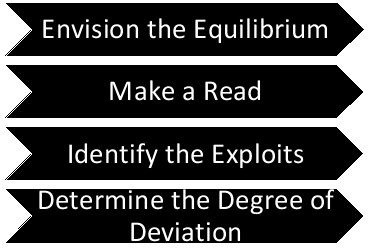 Envision the Equilibrium
Make a Read
Identify the Exploits
Determine the Degree of
Deviation